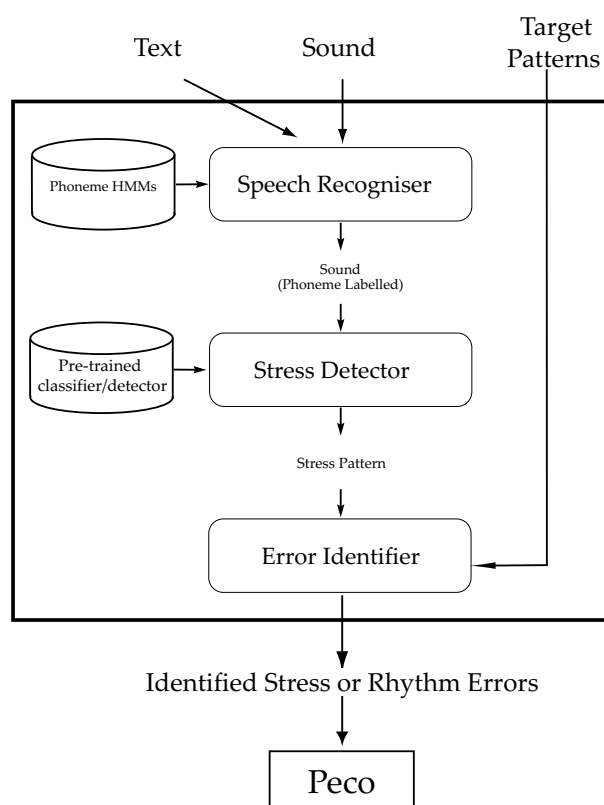 Text
Sound
Target
Patterns
Phoneme HMMs
Speech Recogniser
Sound
(Phoneme Labelled)
Pre-trained
classifier/detector
Stress Detector
Stress Pattern
Error Identifier
Identified Stress or Rhythm Errors
Peco